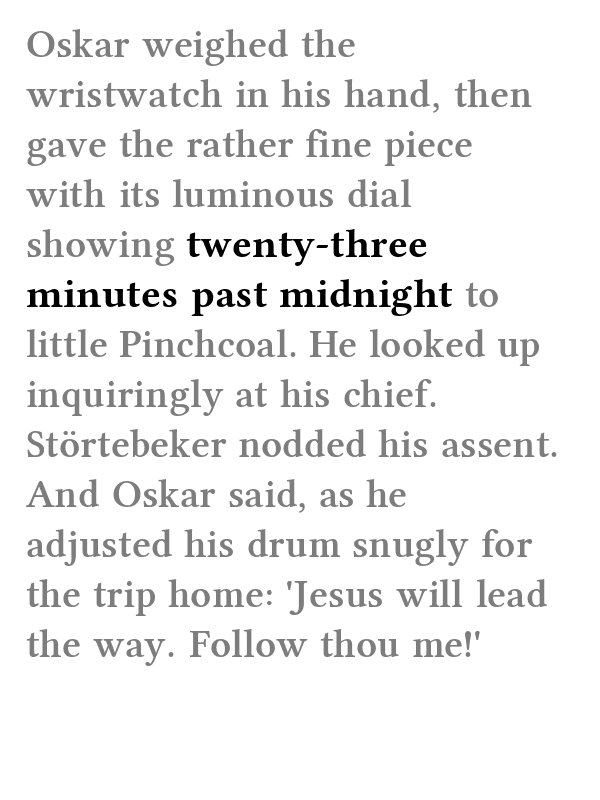 Oskar weighed the
wristwatch in his hand, then
gave the rather fine piece
with its luminous dial
showing twenty-three
minutes past midnight to
little Pinchcoal. He looked up
inquiringly at his chief.
Störtebeker nodded his assent.
And Oskar said, as he
adjusted his drum snugly for
the trip home: 'Jesus will lead
the way. Follow thou me!'